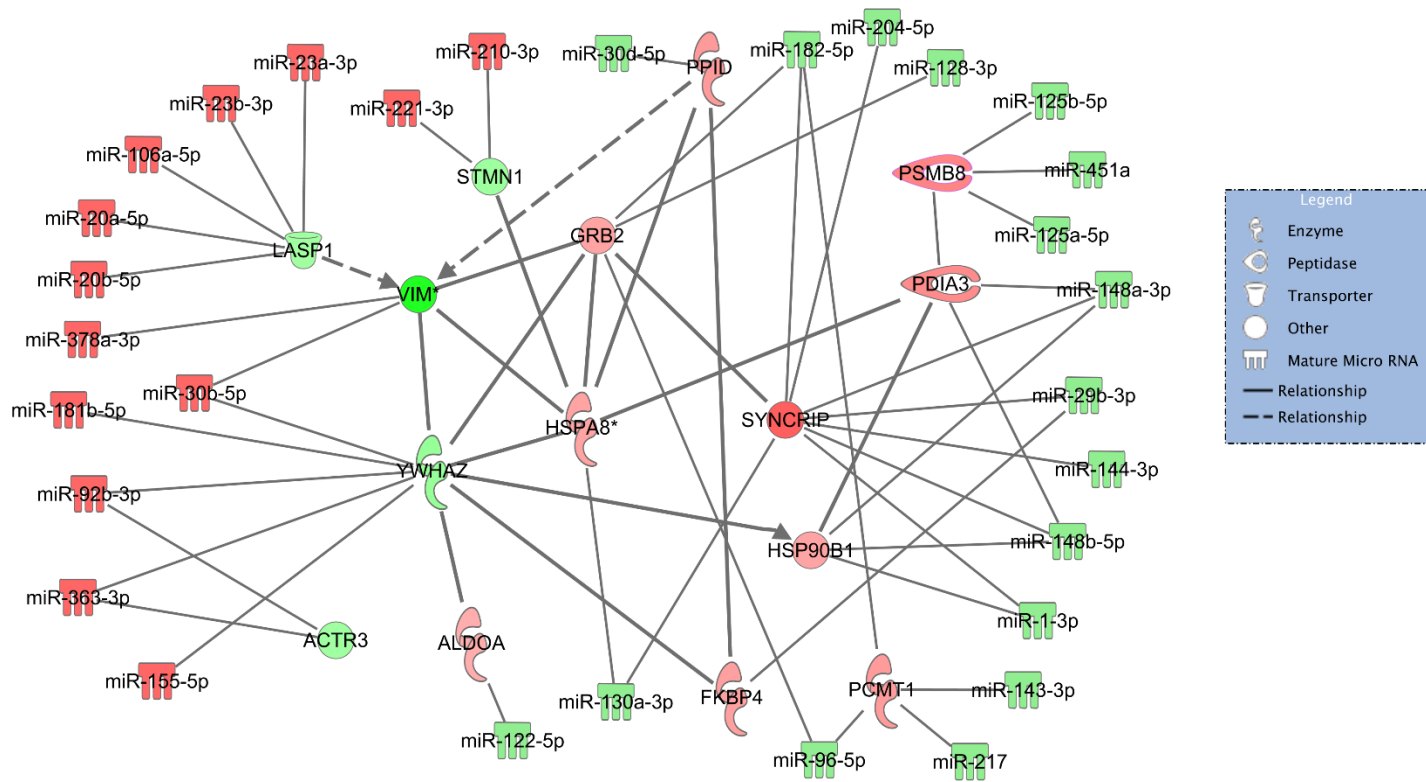 miR-204-5p
miR-210-3p
miR-30d-5p
miR-182-5p
miR-23a-3p
PPID
miR-128-3p
miR-23b-3p
miR-221-3p
miR-125b-5p
miR-106a-5p
STMN1
PSMB8
miR-451a
miR-20a-5p
LASP1
GRB2
miR-125a-5p
miR-20b-5p
VIM*
PDIA3
miR-148a-3p
miR-378a-3p
miR-30b-5p
miR-29b-3p
miR-181b-5p
HSPA8*
SYNCRIP
YWHAZ
miR-144-3p
miR-92b-3p
HSP90B1
miR-148b-5p
miR-363-3p
miR-1-3p
ACTR3
ALDOA
miR-155-5p
miR-130a-3p
FKBP4
PCMT1
miR-143-3p
miR-122-5p
miR-96-5p
miR-217
Legend
Enzyme
Peptidase
Transporter
Other
Mature Micro RNA
Relationship
Relationship